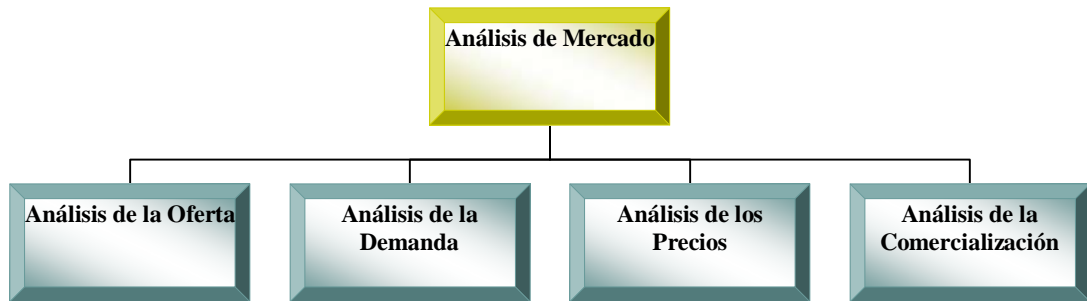 Análisis de Mercado
Análisis de la Oferta
Análisis de la
Demanda
Análisis de los
Precios
Análisis de la
Comercialización